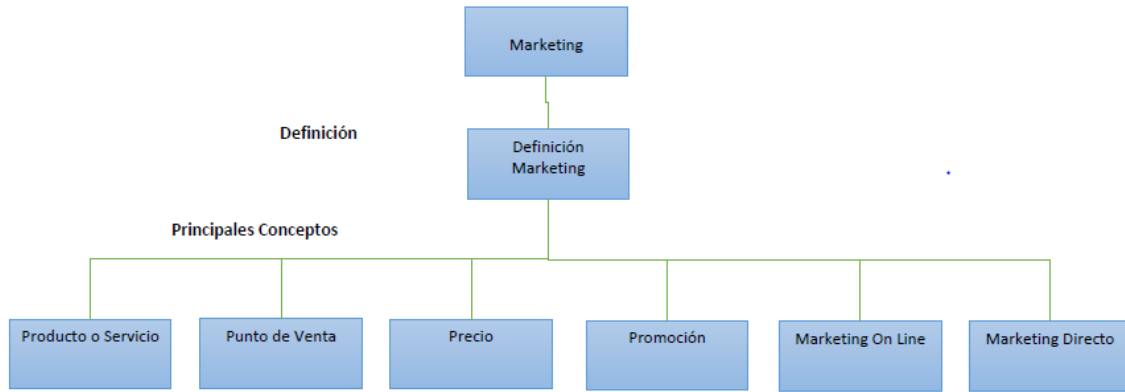 Marketing
Definición
Definición
Marketing
Principales Conceptos
Producto o Servicio
Punto de Venta
Precio
Promoción
Marketing On Line
Marketing Directo